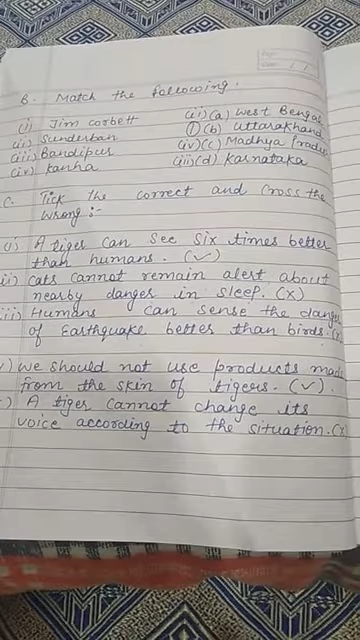 B. Match the following:
(i) Jim corbett (ii)(a) West Bengal
(ii) Sunderban (i)(b) Uttarakhand
(iii) Bandipur (iv)(c) Madhya Prades
(iv) Kanha (iii)(d) Karnataka
C. Tick the correct and Cross the
wrong :-
(i) A tiger can see six times better
than humans. (✓)
ii) Cats cannot remain alert about
nearby danger in sleep. (X)
iii) Humans can sense the danger
of Earthquake better than birds. (X
v) We should not use products made
from the skin of tigers. (✓).
) A tiger cannot change its
voice according to the situation. (X)